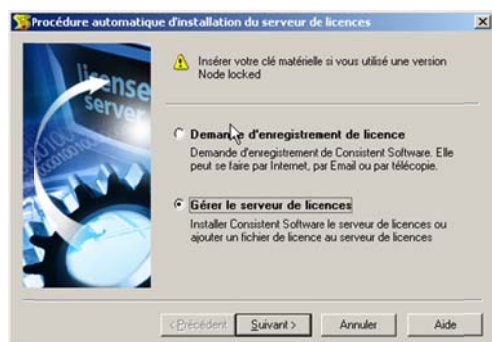 Procédure automatique d'installation du serveur de licences
license
server
Insérer votre clé matérielle si vous utilisé une version
Node locked
Demande d'enregistrement de licence
Demande d'enregistrement de Consistent Software. Elle
peut se faire par Internet, par Email ou par télécopie.
Gérer le serveur de licences
Installer Consistent Software le serveur de licences ou
ajouter un fichier de licence au serveur de licences
< Précédent
Suivant >
Annuler
Aide